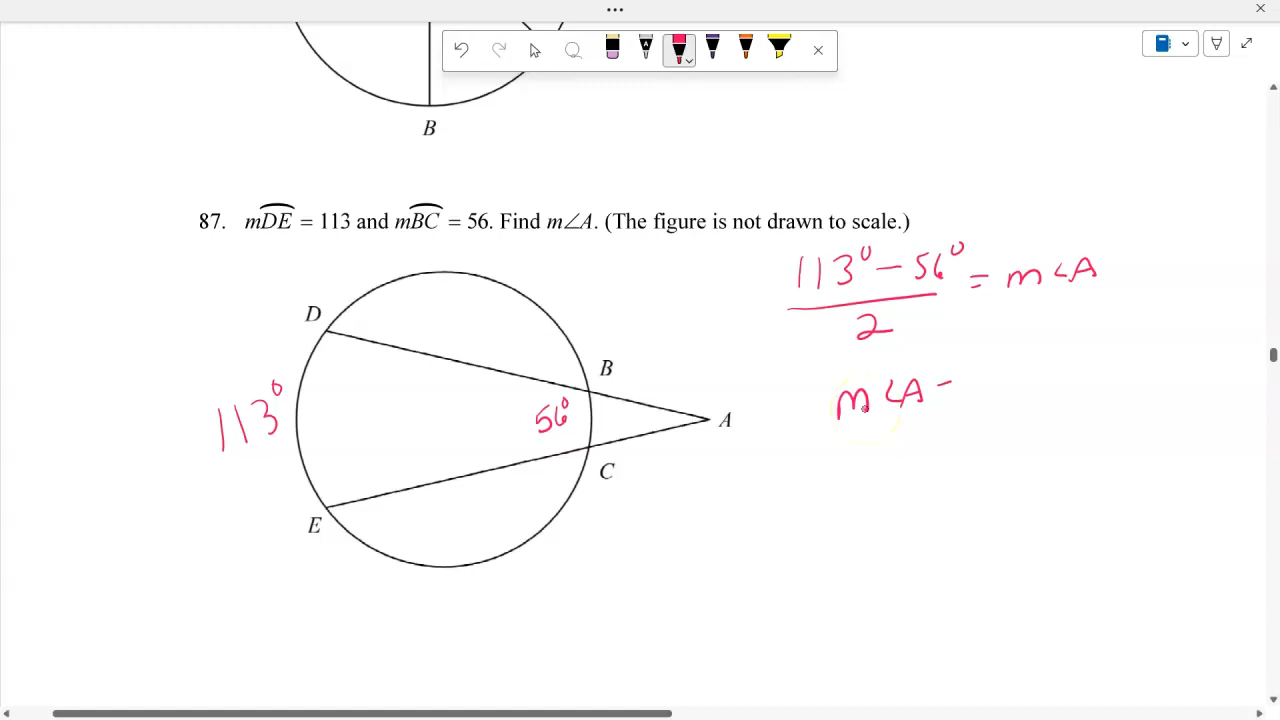 B
87. mDE = 113 and mBC = 56. Find m∠A. (The figure is not drawn to scale.)
113° − 56° = m∠A
2
D
B
113°
56°
m∠A -
A
C
E